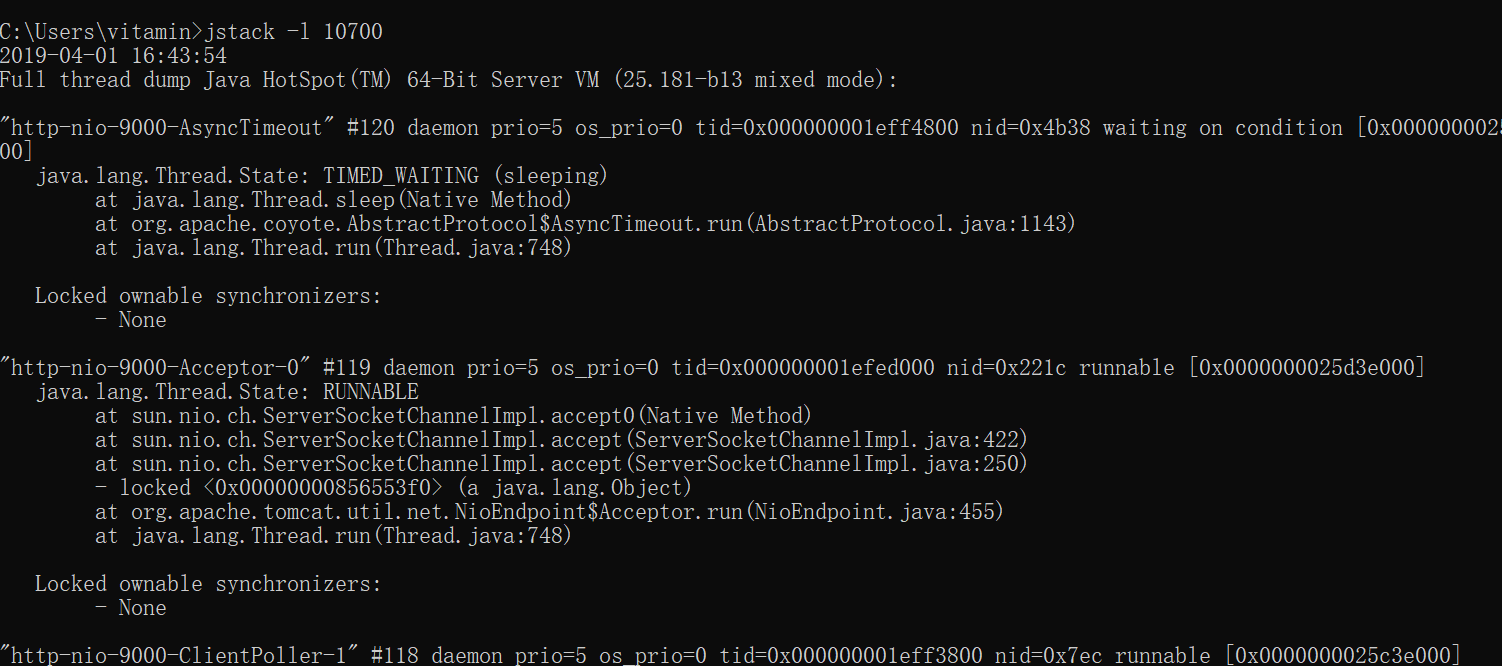 C:\Users\vitamin>jstack -l 10700
2019-04-01 16:43:54
Full thread dump Java HotSpot(TM) 64-Bit Server VM (25.181-b13 mixed mode):
"http-nio-9000-AsyncTimeout" #120 daemon prio=5 os_prio=0 tid=0x000000001eff4800 nid=0x4b38 waiting on condition [0x0000000025
00]
java.lang.Thread.State: TIMED_WAITING (sleeping)
at java.lang.Thread.sleep(Native Method)
at org.apache.coyote.AbstractProtocol$AsyncTimeout.run(AbstractProtocol.java:1143)
at java.lang.Thread.run(Thread.java:748)
Locked ownable synchronizers:
- None
"http-nio-9000-Acceptor-0" #119 daemon prio=5 os_prio=0 tid=0x000000001efed000 nid=0x221c runnable [0x0000000025d3e000]
java.lang.Thread.State: RUNNABLE
at sun.nio.ch.ServerSocketChannelImpl.accept0(Native Method)
at sun.nio.ch.ServerSocketChannelImpl.accept(ServerSocketChannelImpl.java:422)
at sun.nio.ch.ServerSocketChannelImpl.accept(ServerSocketChannelImpl.java:250)
- locked <0x00000000856553f0> (a java.lang.Object)
at org.apache.tomcat.util.net.NioEndpoint$Acceptor.run(NioEndpoint.java:455)
at java.lang.Thread.run(Thread.java:748)
Locked ownable synchronizers:
- None
"http-nio-9000-ClientPoller-1" #118 daemon prio=5 os_prio=0 tid=0x000000001eff3800 nid=0x7ec runnable [0x0000000025c3e000]